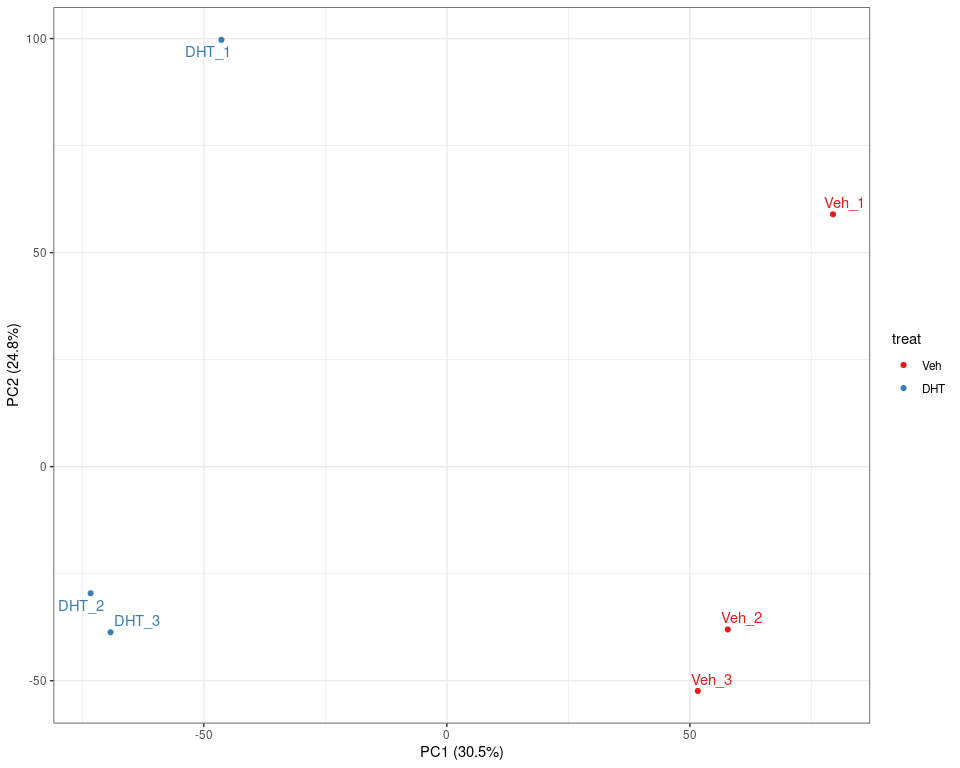 100
DHT_1
Veh_1
50
PC2 (24.8%)
treat
Veh
DHT
0
DHT_2
DHT_3
Veh_2
Veh_3
-50
-50
0
50
PC1 (30.5%)